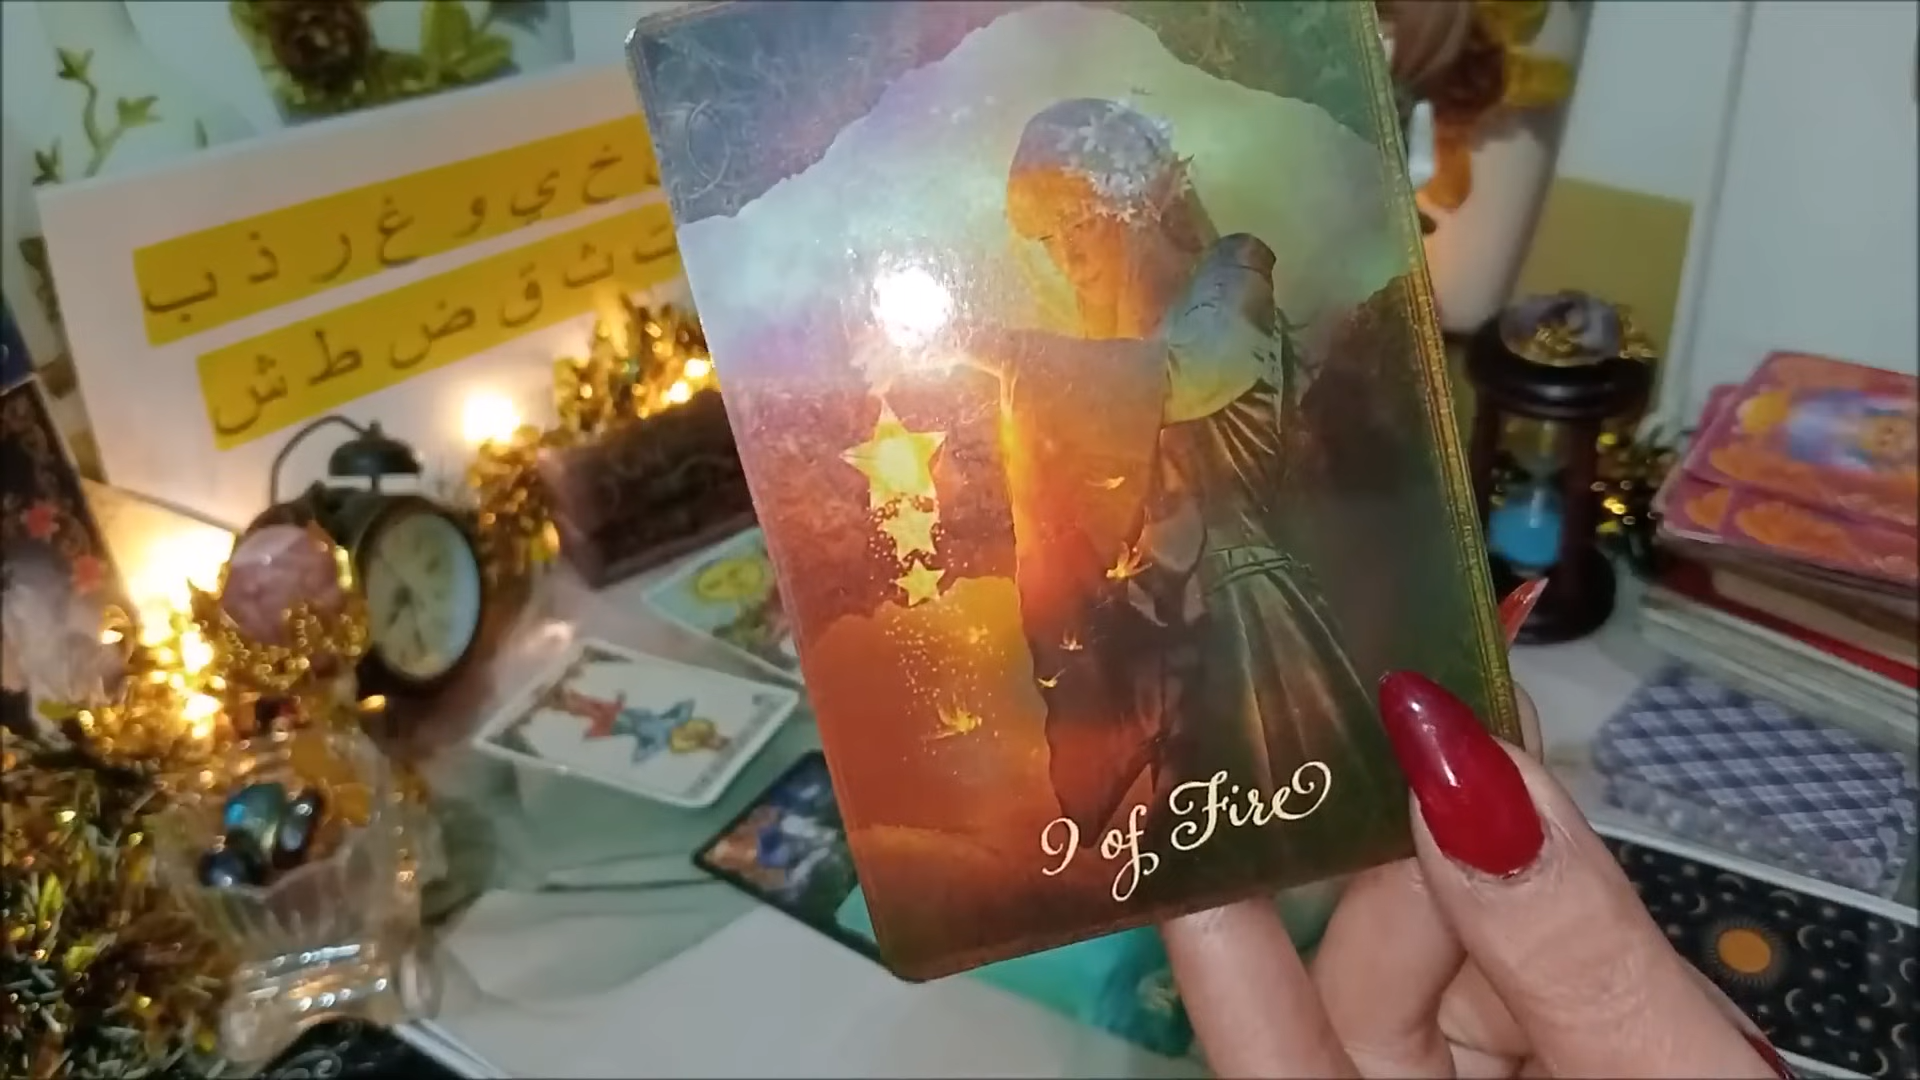 خ ي و غ ر ذ ب
ت ث ق ض ط ش
9 of Fire